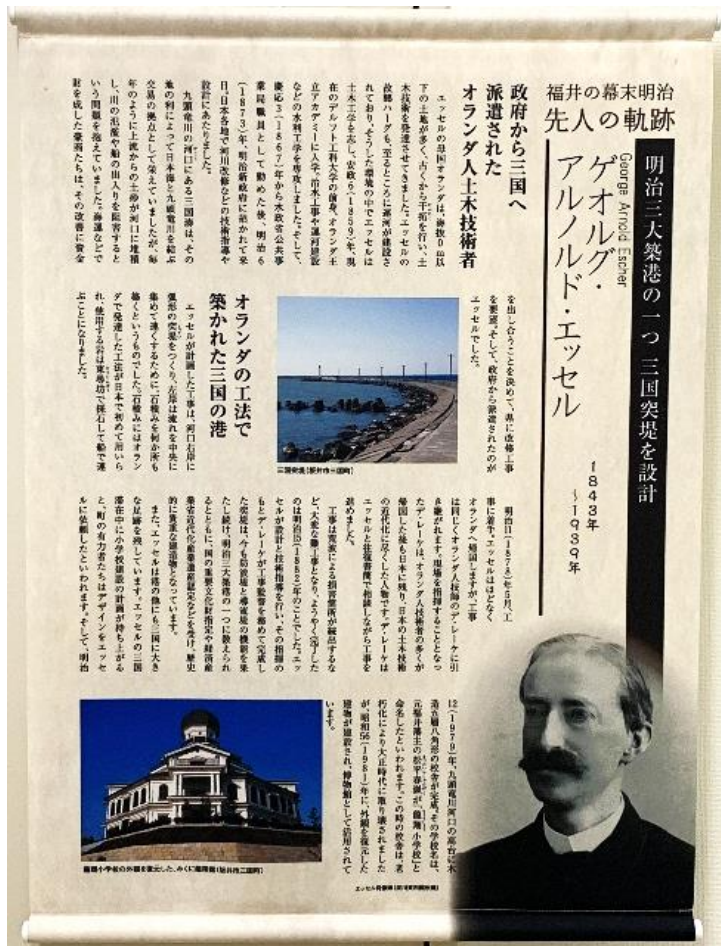 福井の幕末明治
先人の軌跡
明治三大築港の一つ 三国突堤を設計
George Arnold Escher
ゲオルグ・
アルノルド・エッセル
1843年
〜1939年
政府から三国へ
派遣された
オランダ人土木技術者
エッセルの母国オランダは、海抜0m以
下の土地が多く、古くから干拓を行い、土
木技術を発達させてきました。エッセルの
故郷ハーグも、至るところに運河が建設さ
れており、そうした環境の中でエッセルは
土木工学を志し、安政6(1859)年、現
在のデルフト工科大学の前身、オランダ王
立アカデミーに入学。治水工事や運河建設
などの水利工学を専攻しました。そして、
慶応3(1867)年から水政省公共事
業局職員として勤めた後、明治6
(1873)年、明治新政府に招かれて来
日。日本各地で河川改修などの技術指導や
設計にあたりました。
九頭竜川の河口にある三国湊は、その
地の利によって日本海と九頭竜川を結ぶ
交易の拠点として栄えていましたが、毎
年のように上流からの土砂が河口に堆積
し、川の氾濫や船の出入りを阻害すると
いう問題を抱えていました。海運などで
財を成した豪商たちは、その改善に資金
を出し合うことを決めて、県に改修工事
を要望。そして、政府から派遣されたのが
エッセルでした。
三国突堤(坂井市三国町)
オランダの工法で
築かれた三国の港
エッセルが計画した工事は、河口右岸に
弧形の突堤をつくり、左岸は流れを中央に
集めて速くするために、石積みを何か所も
築くというものでした。石積みにはオラン
ダで発達した工法が日本で初めて用いら
れ、使用する岩は東尋坊で採石して船で運
ぶことになりました。
明治11(1878)年5月、工
事に着手。エッセルはほどなく
オランダへ帰国しますが、工事
は同じくオランダ人技師のデ・レーケに引
き継がれます。現場を指揮することとなっ
たデ・レーケは、オランダ人技術者の多くが
帰国した後も日本に残り、日本の土木技術
の近代化に尽くした人物です。デ・レーケは
エッセルと往復書簡で相談しながら工事を
進めました。
工事は荒波による損害箇所が続出するな
ど、大変な難工事となり、ようやく完了した
のは明治15(1882)年のことでした。エッ
セルが設計と技術指導を行い、その指揮の
もとデ・レーケが工事監督を務めて完成し
た突堤は、今も防波堤と導流堤の機能を果
たし続け、明治三大築港の一つに数えられ
るとともに、国の重要文化財指定や経済産
業省近代化産業遺産認定などを受け、歴史
的に貴重な建造物となっています。
また、エッセルは港の他にも三国に大き
な足跡を残しています。エッセルの三国
滞在中に小学校建設の計画が持ち上がる
と、町の有力者たちはデザインをエッセ
ルに依頼したといわれます。そして、明治
12(1979)年、九頭竜川河口の高台に木
造五層八角形の校舎が完成。その学校名は、
元福井藩主の松平春嶽が、「龍翔小学校」と
命名したといわれます。この時の校舎は、老
朽化により大正時代に取り壊されました
が、昭和56(1981)年に、外観を復元した
建物が建設され、博物館として活用されて
います。
龍翔小学校の外観を復元した、みくに龍翔館(坂井市三国町)